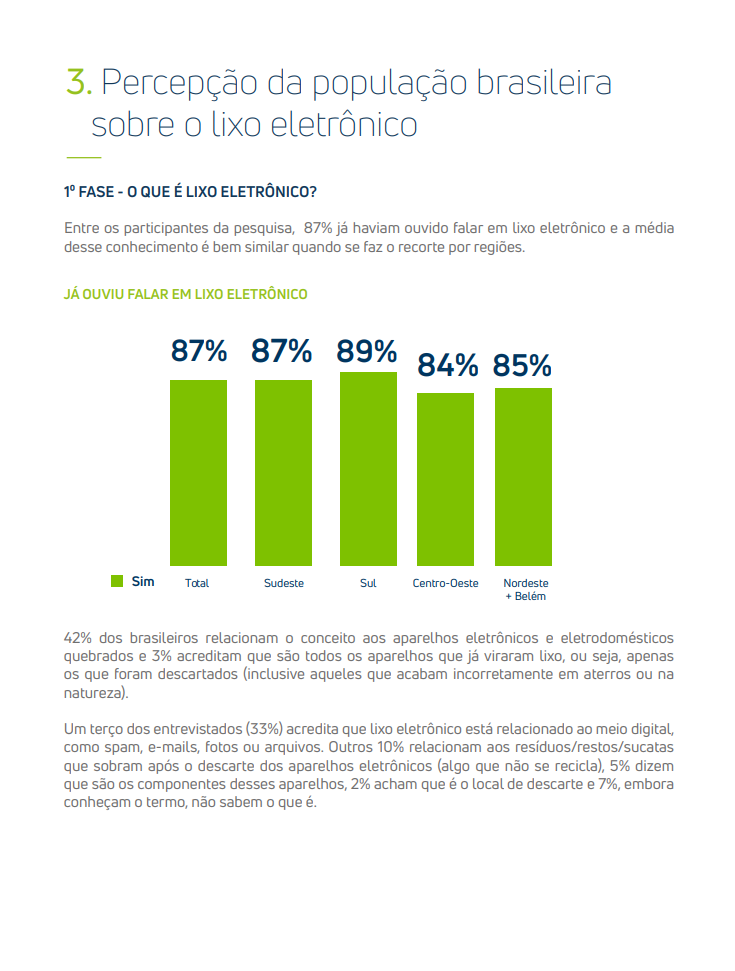 3. Percepção da população brasileira
sobre o lixo eletrônico
1º FASE - O QUE É LIXO ELETRÔNICO?
Entre os participantes da pesquisa, 87% já haviam ouvido falar em lixo eletrônico e a média
desse conhecimento é bem similar quando se faz o recorte por regiões.
JÁ OUVIU FALAR EM LIXO ELETRÔNICO
87% 87% 89% 84% 85%
Sim Total Sudeste Sul Centro-Oeste Nordeste
+ Belém
42% dos brasileiros relacionam o conceito aos aparelhos eletrônicos e eletrodomésticos
quebrados e 3% acreditam que são todos os aparelhos que já viraram lixo, ou seja, apenas
os que foram descartados (inclusive aqueles que acabam incorretamente em aterros ou na
natureza).
Um terço dos entrevistados (33%) acredita que lixo eletrônico está relacionado ao meio digital,
como spam, e-mails, fotos ou arquivos. Outros 10% relacionam aos resíduos/restos/sucatas
que sobram após o descarte dos aparelhos eletrônicos (algo que não se recicla), 5% dizem
que são os componentes desses aparelhos, 2% acham que é o local de descarte e 7%, embora
conheçam o termo, não sabem o que é.